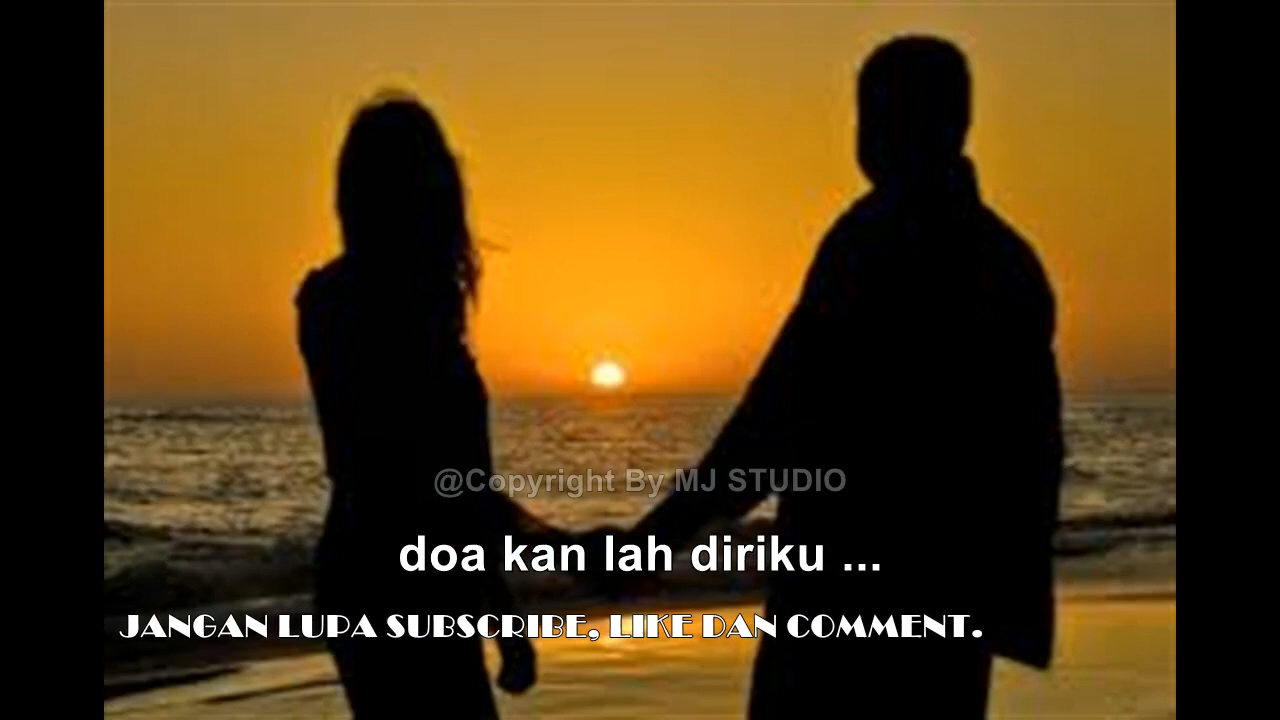 @Copyright By MJ STUDIO
doa kan lah diriku ...
JANGAN LUPA SUBSCRIBE, LIKE DAN COMMENT.